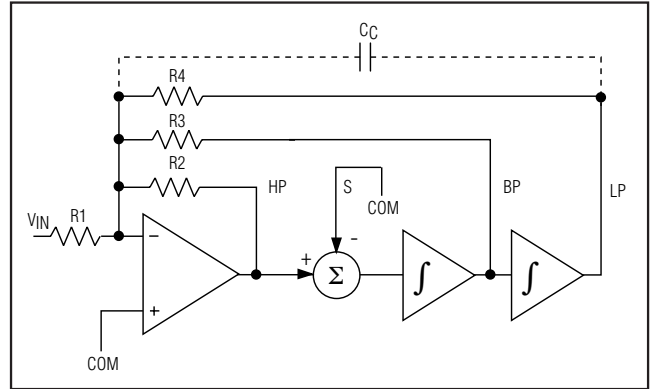 CC
R4
R3
R2
HP
S
COM
BP
LP
VIN
R1
−
+
−
+
Σ
∫
∫
COM